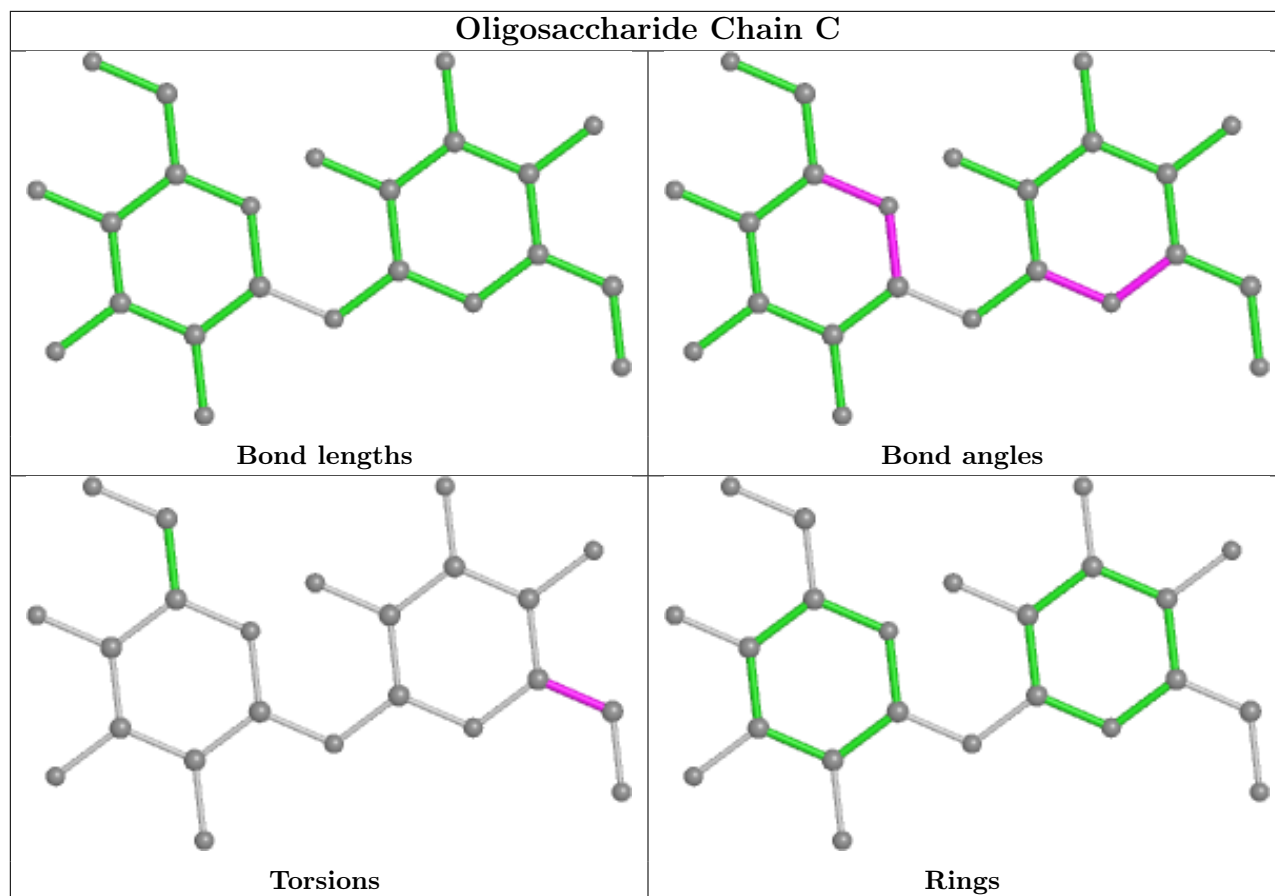 Oligosaccharide Chain C
Bond lengths
Bond angles
Torsions
Rings